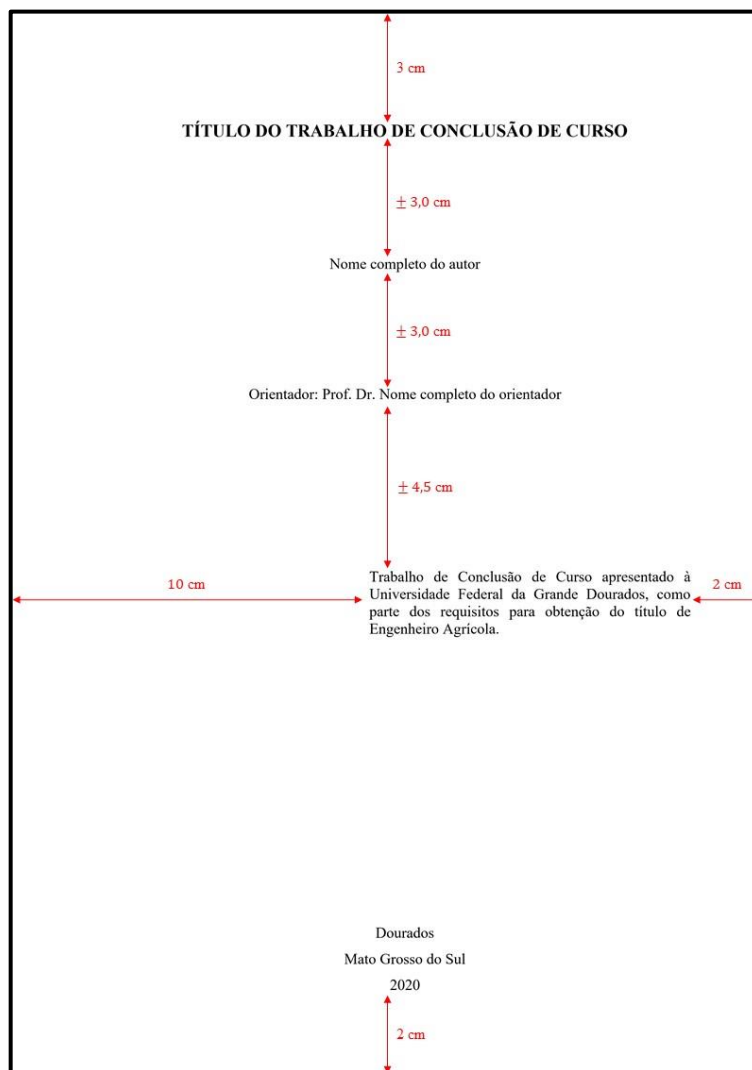 3 cm
TÍTULO DO TRABALHO DE CONCLUSÃO DE CURSO
± 3,0 cm
Nome completo do autor
± 3,0 cm
Orientador: Prof. Dr. Nome completo do orientador
± 4,5 cm
10 cm
Trabalho de Conclusão de Curso apresentado à
Universidade Federal da Grande Dourados, como
parte dos requisitos para obtenção do título de
Engenheiro Agrícola.
2 cm
Dourados
Mato Grosso do Sul
2020
2 cm